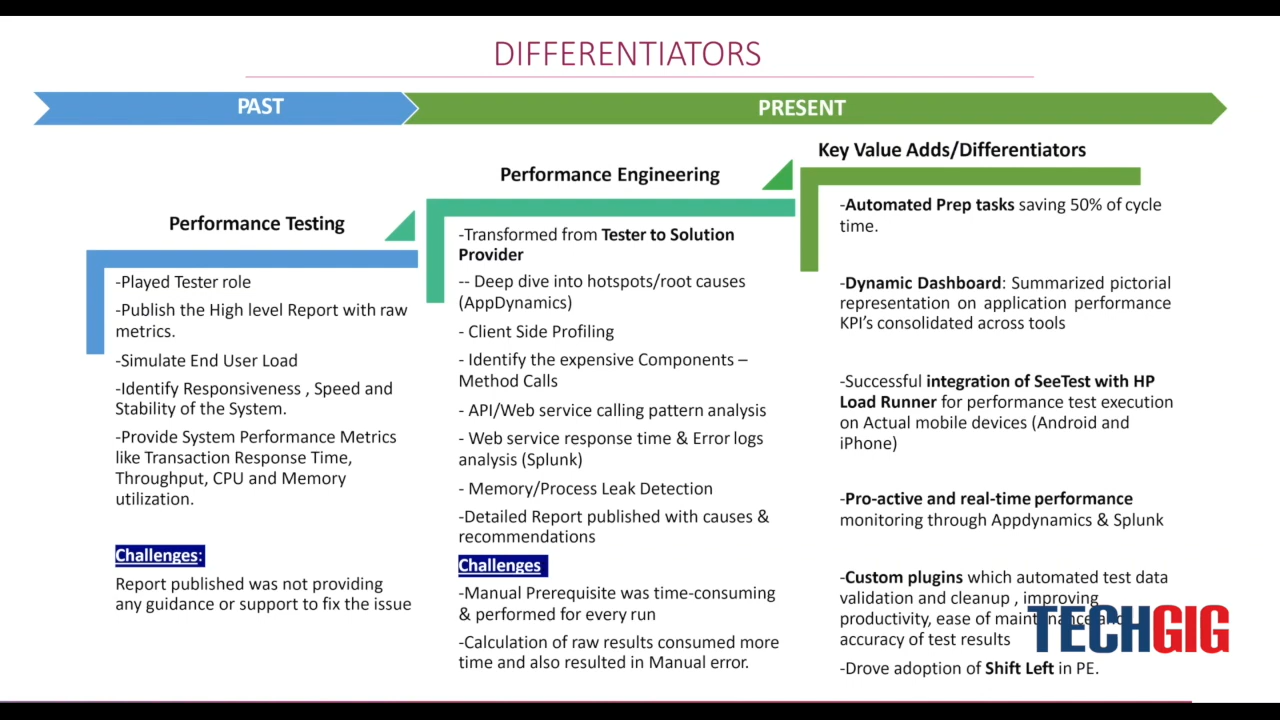 DIFFERENTIATORS
PAST
PRESENT
Performance Testing
-Played Tester role
-Publish the High level Report with raw
metrics.
-Simulate End User Load
-Identify Responsiveness , Speed and
Stability of the System.
-Provide System Performance Metrics
like Transaction Response Time,
Throughput, CPU and Memory
utilization.
Challenges:
Report published was not providing
any guidance or support to fix the issue
Performance Engineering
-Transformed from Tester to Solution
Provider
-- Deep dive into hotspots/root causes
(AppDynamics)
- Client Side Profiling
- Identify the expensive Components –
Method Calls
- API/Web service calling pattern analysis
- Web service response time & Error logs
analysis (Splunk)
- Memory/Process Leak Detection
-Detailed Report published with causes &
recommendations
Challenges
-Manual Prerequisite was time-consuming
& performed for every run
-Calculation of raw results consumed more
time and also resulted in Manual error.
Key Value Adds/Differentiators
-Automated Prep tasks saving 50% of cycle
time.
-Dynamic Dashboard: Summarized pictorial
representation on application performance
KPI’s consolidated across tools
-Successful integration of SeeTest with HP
Load Runner for performance test execution
on Actual mobile devices (Android and
iPhone)
-Pro-active and real-time performance
monitoring through Appdynamics & Splunk
-Custom plugins which automated test data
validation and cleanup , improving
productivity, ease of maintenance and
accuracy of test results
-Drove adoption of Shift Left in PE.
TECHGIG